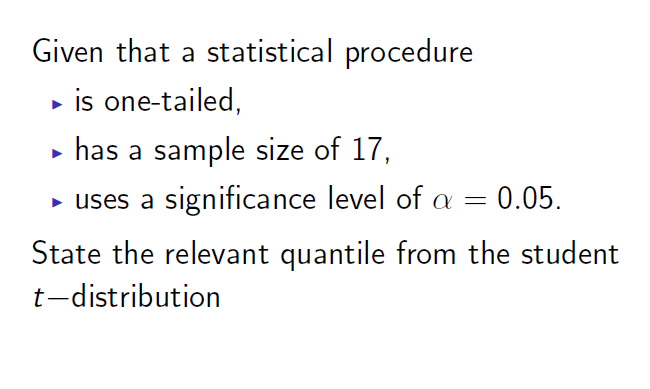 Given that a statistical procedure
▶ is one-tailed,
▶ has a sample size of 17,
▶ uses a significance level of α = 0.05.
State the relevant quantile from the student
t−distribution